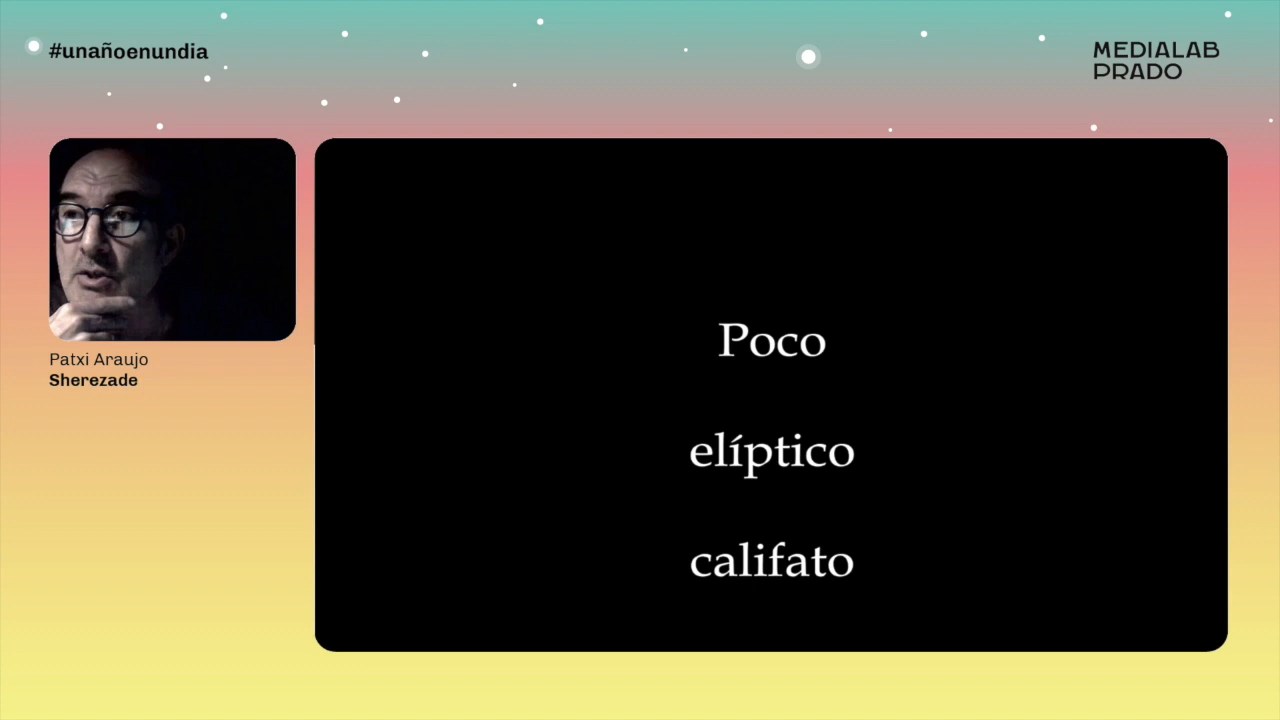 #unañoenundia
MEDIALAB
PRADO
Patxi Araujo
Sherezade
Poco
elíptico
califato